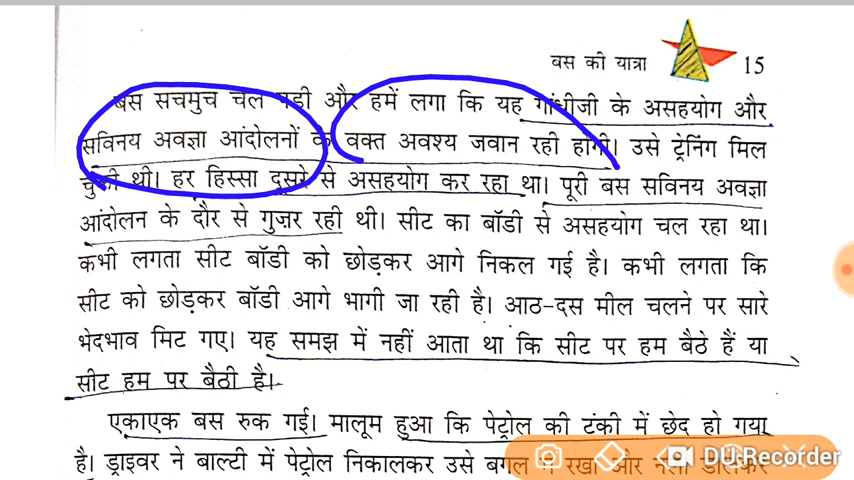 बस की यात्रा 15
बस सचमुच चल पड़ी और हमें लगा कि यह गांधीजी के असहयोग और
सविनय अवज्ञा आंदोलनों के वक्त अवश्य जवान रही होगी। उसे ट्रेनिंग मिल
चुकी थी। हर हिस्सा दूसरे से असहयोग कर रहा था। पूरी बस सविनय अवज्ञा
आंदोलन के दौर से गुज़र रही थी। सीट का बॉडी से असहयोग चल रहा था।
कभी लगता सीट बॉडी को छोड़कर आगे निकल गई है। कभी लगता कि
सीट को छोड़कर बॉडी आगे भागी जा रही है। आठ-दस मील चलने पर सारे
भेदभाव मिट गए। यह समझ में नहीं आता था कि सीट पर हम बैठे हैं या
सीट हम पर बैठी है।
एकाएक बस रुक गई। मालूम हुआ कि पेट्रोल की टंकी में छेद हो गया
है। ड्राइवर ने बाल्टी में पेट्रोल निकालकर उसे बगल में रखा और नली डालकर
DU Recorder